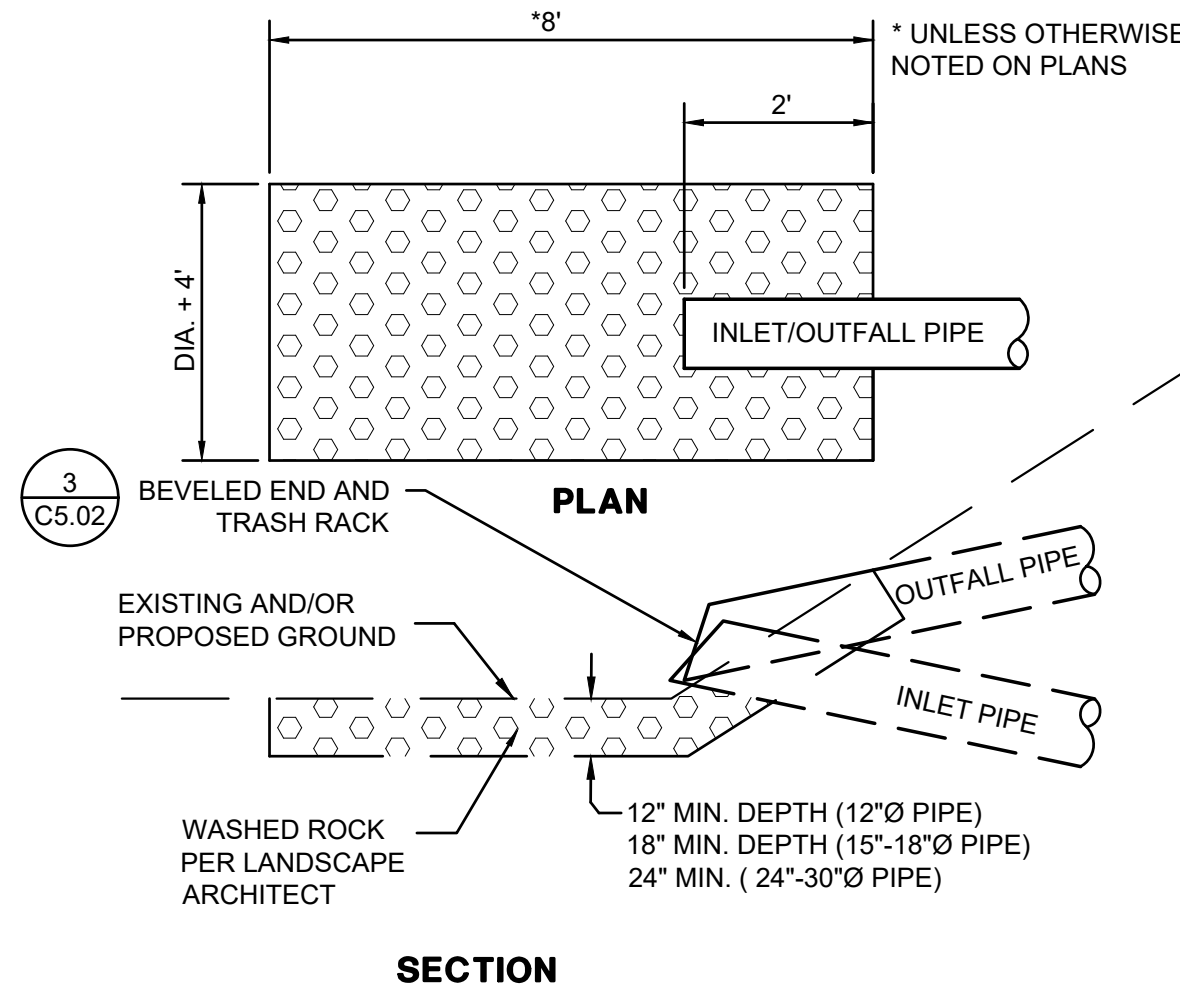 *8'
* UNLESS OTHERWISE
NOTED ON PLANS
2'
DIA. + 4'
INLET/OUTFALL PIPE
3
C5.02
BEVELED END AND
TRASH RACK
PLAN
OUTFALL PIPE
EXISTING AND/OR
PROPOSED GROUND
INLET PIPE
WASHED ROCK
PER LANDSCAPE
ARCHITECT
12" MIN. DEPTH (12"Ø PIPE)
18" MIN. DEPTH (15"-18"Ø PIPE)
24" MIN. ( 24"-30"Ø PIPE)
SECTION